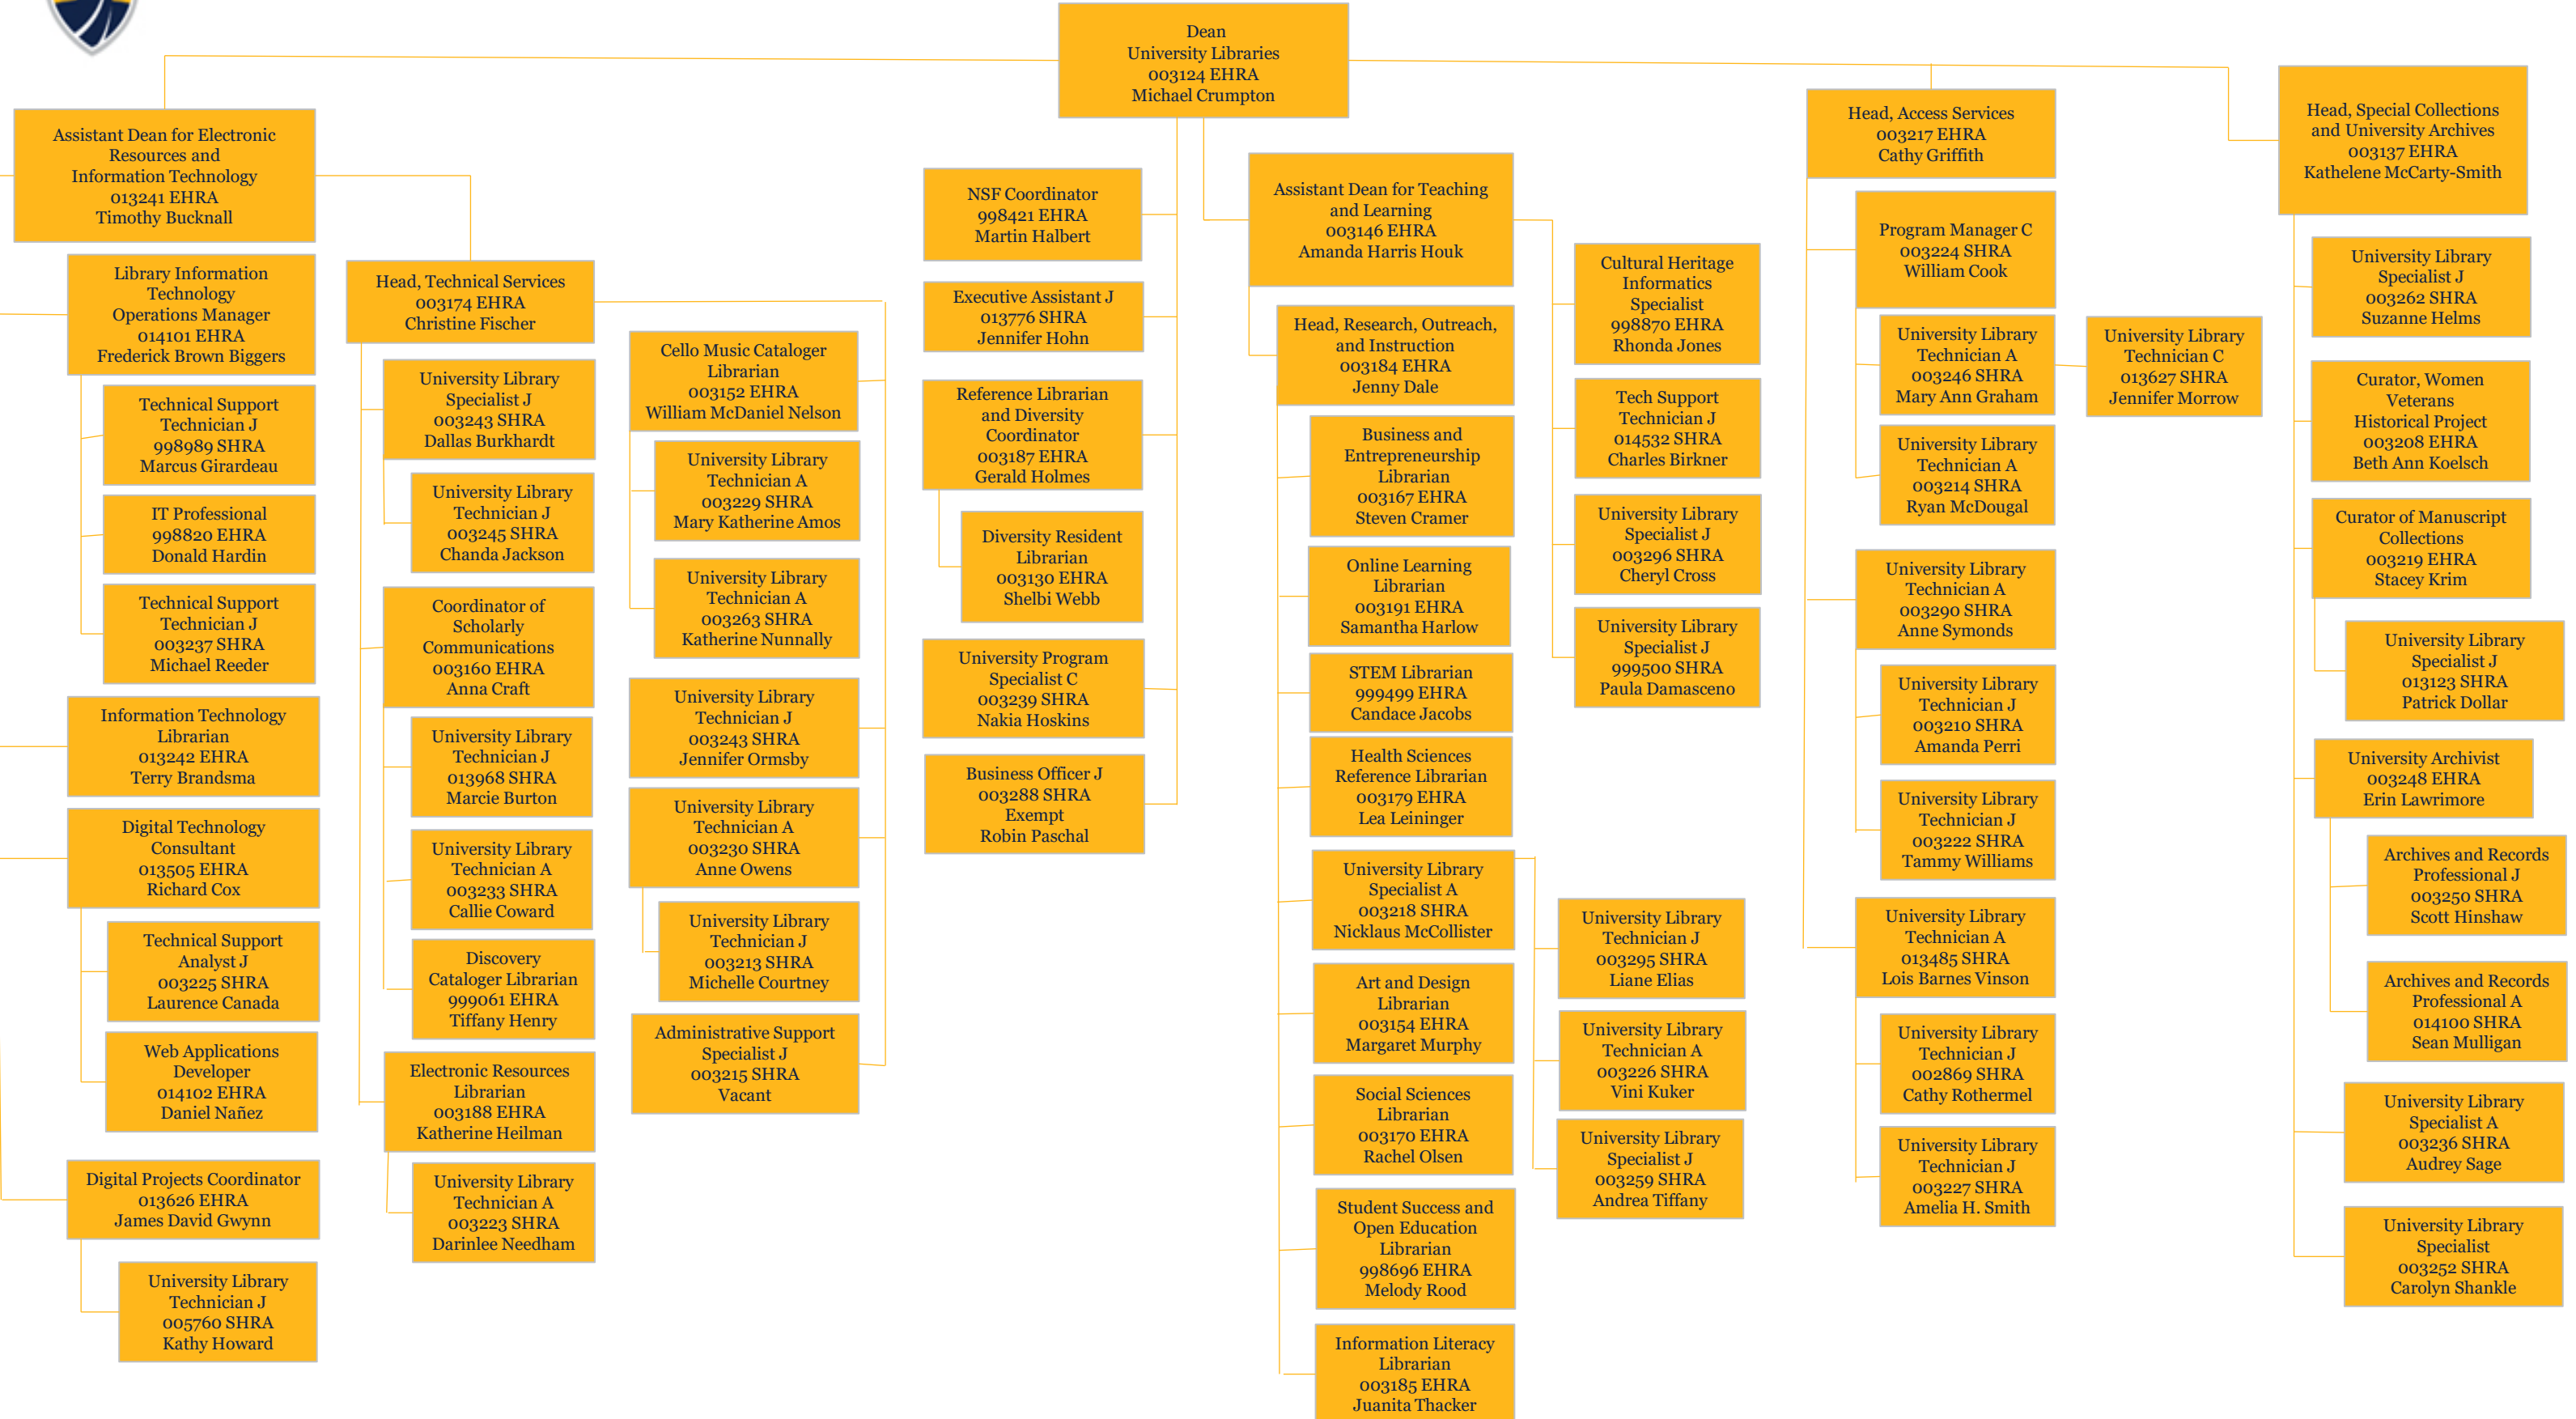 Dean
University Libraries
003124 EHRA
Michael Crumpton
Assistant Dean for Electronic
Resources and
Information Technology
013241 EHRA
Timothy Bucknall
Library Information
Technology
Operations Manager
014101 EHRA
Frederick Brown Biggers
Technical Support
Technician J
998989 SHRA
Marcus Girardeau
IT Professional
998820 EHRA
Donald Hardin
Technical Support
Technician J
003237 SHRA
Michael Reeder
Information Technology
Librarian
013242 EHRA
Terry Brandsma
Digital Technology
Consultant
013505 EHRA
Richard Cox
Technical Support
Analyst J
003225 SHRA
Laurence Canada
Web Applications
Developer
014102 EHRA
Daniel Nañez
Digital Projects Coordinator
013626 EHRA
James David Gwynn
University Library
Technician J
005760 SHRA
Kathy Howard
Head, Technical Services
003174 EHRA
Christine Fischer
University Library
Specialist J
003243 SHRA
Dallas Burkhardt
University Library
Technician J
003245 SHRA
Chanda Jackson
Coordinator of
Scholarly
Communications
003160 EHRA
Anna Craft
University Library
Technician J
013968 SHRA
Marcie Burton
University Library
Technician A
003233 SHRA
Callie Coward
Discovery
Cataloger Librarian
999061 EHRA
Tiffany Henry
Electronic Resources
Librarian
003188 EHRA
Katherine Heilman
University Library
Technician A
003223 SHRA
Darinlee Needham
Cello Music Cataloger
Librarian
003152 EHRA
William McDaniel Nelson
University Library
Technician A
003229 SHRA
Mary Katherine Amos
University Library
Technician A
003263 SHRA
Katherine Nunnally
University Library
Technician J
003243 SHRA
Jennifer Ormsby
University Library
Technician A
003230 SHRA
Anne Owens
University Library
Technician J
003213 SHRA
Michelle Courtney
Administrative Support
Specialist J
003215 SHRA
Vacant
NSF Coordinator
998421 EHRA
Martin Halbert
Executive Assistant J
013776 SHRA
Jennifer Hohn
Reference Librarian
and Diversity
Coordinator
003187 EHRA
Gerald Holmes
Diversity Resident
Librarian
003130 EHRA
Shelbi Webb
University Program
Specialist C
003239 SHRA
Nakia Hoskins
Business Officer J
003288 SHRA
Exempt
Robin Paschal
Assistant Dean for Teaching
and Learning
003146 EHRA
Amanda Harris Houk
Head, Research, Outreach,
and Instruction
003184 EHRA
Jenny Dale
Business and
Entrepreneurship
Librarian
003167 EHRA
Steven Cramer
Online Learning
Librarian
003191 EHRA
Samantha Harlow
STEM Librarian
999499 EHRA
Candace Jacobs
Health Sciences
Reference Librarian
003179 EHRA
Lea Leininger
University Library
Specialist A
003218 SHRA
Nicklaus McCollister
Art and Design
Librarian
003154 EHRA
Margaret Murphy
Social Sciences
Librarian
003170 EHRA
Rachel Olsen
Student Success and
Open Education
Librarian
998696 EHRA
Melody Rood
Information Literacy
Librarian
003185 EHRA
Juanita Thacker
Cultural Heritage
Informatics
Specialist
998870 EHRA
Rhonda Jones
Tech Support
Technician J
014532 SHRA
Charles Birkner
University Library
Specialist J
003296 SHRA
Cheryl Cross
University Library
Specialist J
999500 SHRA
Paula Damasceno
University Library
Technician J
003295 SHRA
Liane Elias
University Library
Technician A
003226 SHRA
Vini Kuker
University Library
Specialist J
003259 SHRA
Andrea Tiffany
Head, Access Services
003217 EHRA
Cathy Griffith
Program Manager C
003224 SHRA
William Cook
University Library
Technician A
003246 SHRA
Mary Ann Graham
University Library
Technician C
013627 SHRA
Jennifer Morrow
University Library
Technician A
003214 SHRA
Ryan McDougal
University Library
Technician A
003290 SHRA
Anne Symonds
University Library
Technician J
003210 SHRA
Amanda Perri
University Library
Technician J
003222 SHRA
Tammy Williams
University Library
Technician A
013485 SHRA
Lois Barnes Vinson
University Library
Technician J
002869 SHRA
Cathy Rothermel
University Library
Technician J
003227 SHRA
Amelia H. Smith
Head, Special Collections
and University Archives
003137 EHRA
Kathelene McCarty-Smith
University Library
Specialist J
003262 SHRA
Suzanne Helms
Curator, Women
Veterans
Historical Project
003208 EHRA
Beth Ann Koelsch
Curator of Manuscript
Collections
003219 EHRA
Stacey Krim
University Library
Specialist J
013123 SHRA
Patrick Dollar
University Archivist
003248 EHRA
Erin Lawrimore
Archives and Records
Professional J
003250 SHRA
Scott Hinshaw
Archives and Records
Professional A
014100 SHRA
Sean Mulligan
University Library
Specialist A
003236 SHRA
Audrey Sage
University Library
Specialist
003252 SHRA
Carolyn Shankle